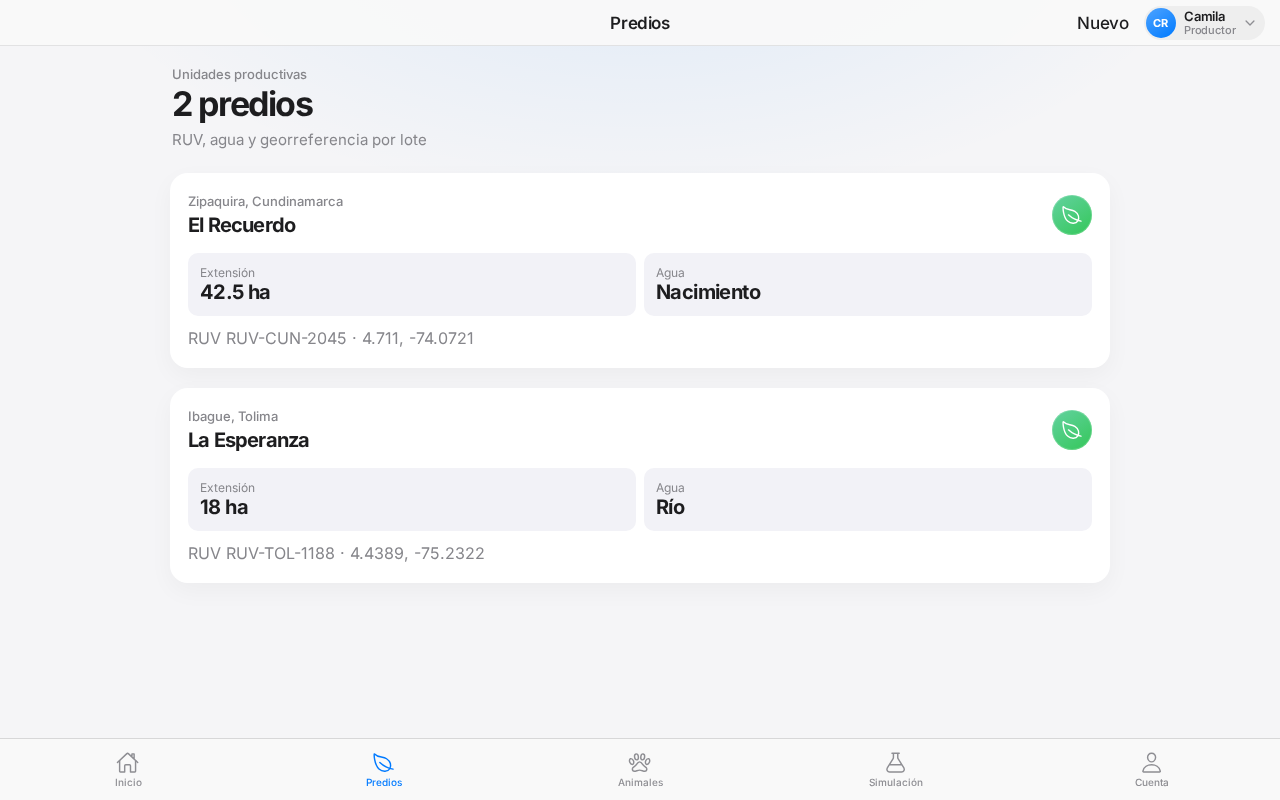 Predios
Nuevo
CR
Camila
Productor
Unidades productivas
2 predios
RUV, agua y georreferencia por lote
Zipaquira, Cundinamarca
El Recuerdo
Extensión
42.5 ha
Agua
Nacimiento
RUV RUV-CUN-2045 · 4.711, -74.0721
Ibague, Tolima
La Esperanza
Extensión
18 ha
Agua
Río
RUV RUV-TOL-1188 · 4.4389, -75.2322
Inicio
Predios
Animales
Simulación
Cuenta